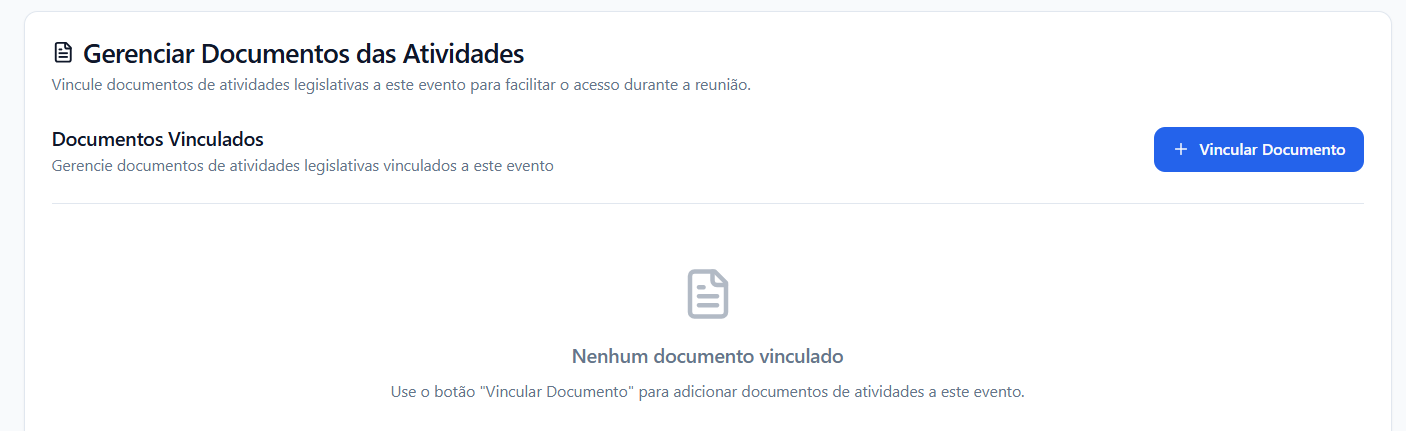 Gerenciar Documentos das Atividades
Vincule documentos de atividades legislativas a este evento para facilitar o acesso durante a reunião.
Documentos Vinculados
Gerencie documentos de atividades legislativas vinculados a este evento
+ Vincular Documento
Nenhum documento vinculado
Use o botão "Vincular Documento" para adicionar documentos de atividades a este evento.